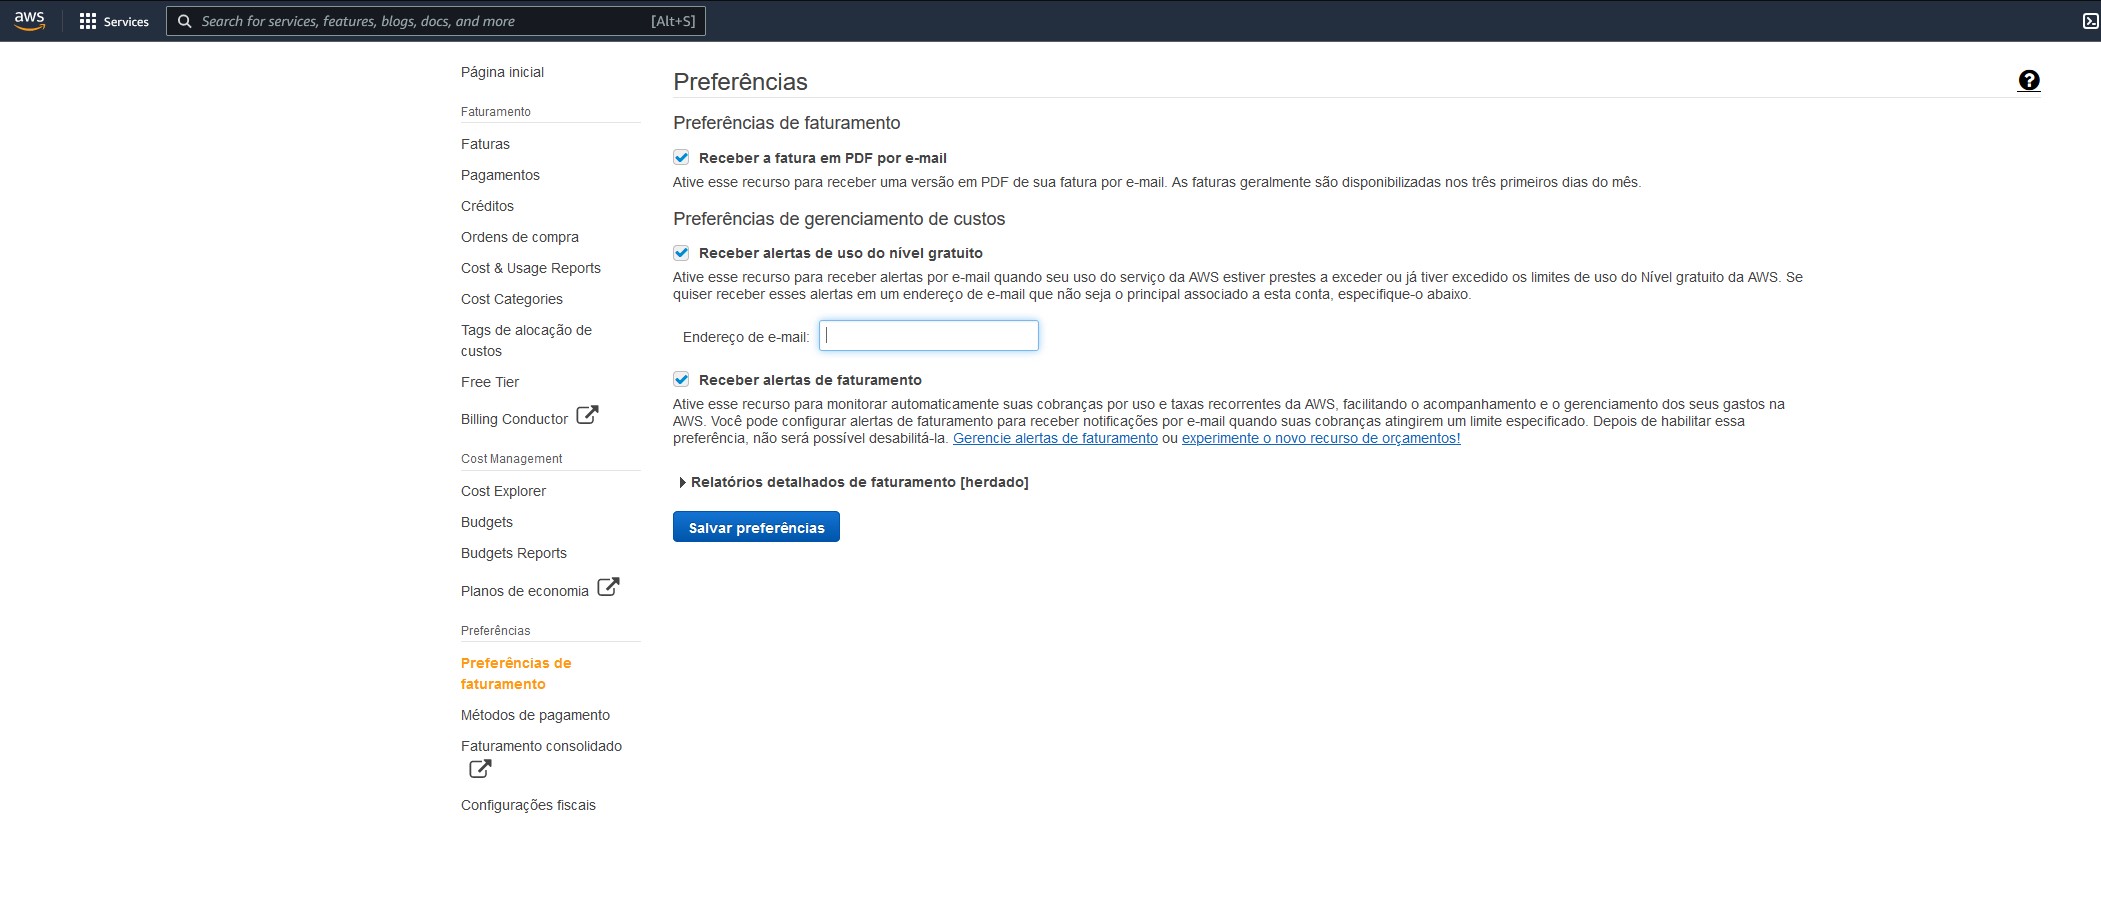 aws
Services
Search for services, features, blogs, docs, and more
[Alt+S]
Página inicial
Faturamento
Faturas
Pagamentos
Créditos
Ordens de compra
Cost & Usage Reports
Cost Categories
Tags de alocação de
custos
Free Tier
Billing Conductor
Cost Management
Cost Explorer
Budgets
Budgets Reports
Planos de economia
Preferências
Preferências de
faturamento
Métodos de pagamento
Faturamento consolidado
Configurações fiscais
Preferências
?
Preferências de faturamento
Receber a fatura em PDF por e-mail
Ative esse recurso para receber uma versão em PDF de sua fatura por e-mail. As faturas geralmente são disponibilizadas nos três primeiros dias do mês.
Preferências de gerenciamento de custos
Receber alertas de uso do nível gratuito
Ative esse recurso para receber alertas por e-mail quando seu uso do serviço da AWS estiver prestes a exceder ou já tiver excedido os limites de uso do Nível gratuito da AWS. Se
quiser receber esses alertas em um endereço de e-mail que não seja o principal associado a esta conta, especifique-o abaixo.
Endereço de e-mail:
Receber alertas de faturamento
Ative esse recurso para monitorar automaticamente suas cobranças por uso e taxas recorrentes da AWS, facilitando o acompanhamento e o gerenciamento dos seus gastos na
AWS. Você pode configurar alertas de faturamento para receber notificações por e-mail quando suas cobranças atingirem um limite especificado. Depois de habilitar essa
preferência, não será possível desabilitá-la. Gerencie alertas de faturamento ou experimente o novo recurso de orçamentos!
Relatórios detalhados de faturamento [herdado]
Salvar preferências